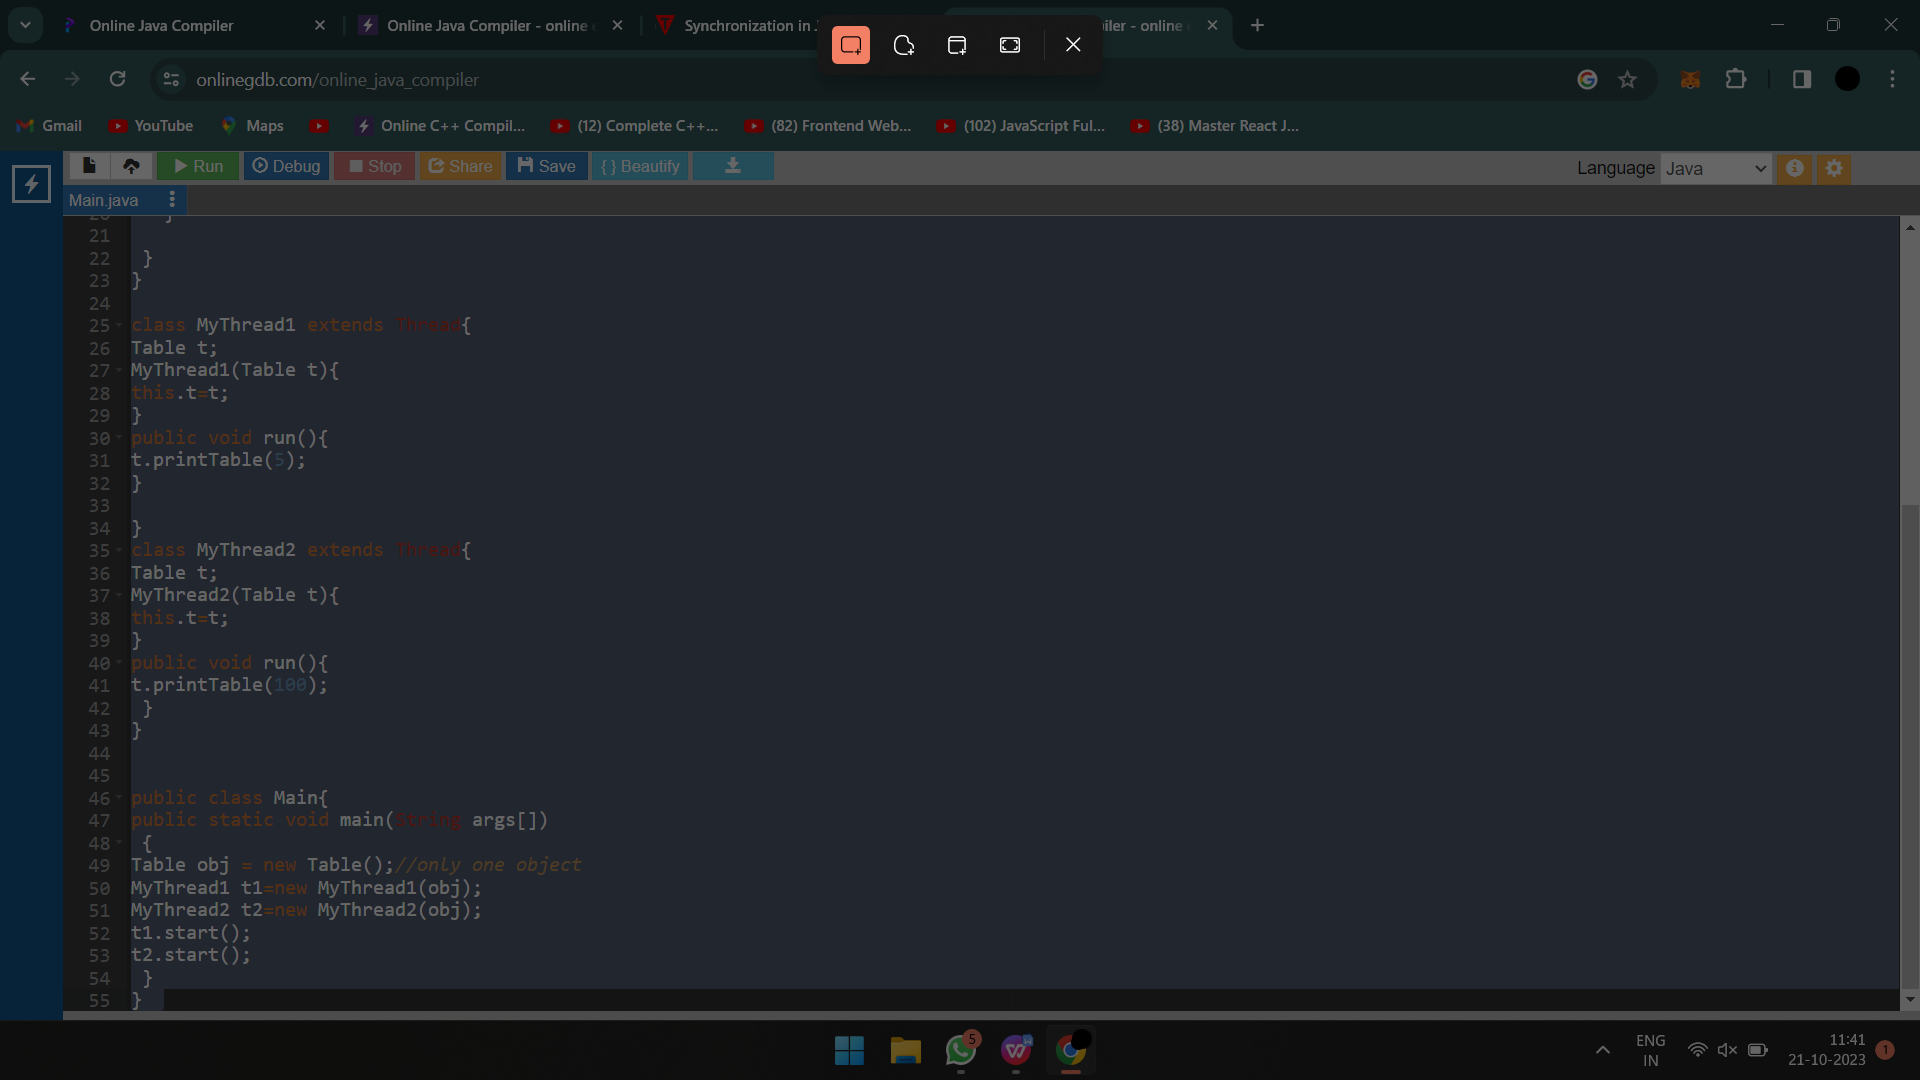 Online Java Compiler
Online Java Compiler - online
Synchronization in
ler - online
onlinegdb.com/online_java_compiler
Gmail
YouTube
Maps
Online C++ Compil...
(12) Complete C++...
(82) Frontend Web...
(102) JavaScript Ful...
(38) Master React J...
Run
Debug
Stop
Share
Save
{ } Beautify
Language Java
Main.java
20 }
21
22 }
23 }
24
25 class MyThread1 extends Thread{
26 Table t;
27 MyThread1(Table t){
28 this.t=t;
29 }
30 public void run(){
31 t.printTable(5);
32 }
33
34 }
35 class MyThread2 extends Thread{
36 Table t;
37 MyThread2(Table t){
38 this.t=t;
39 }
40 public void run(){
41 t.printTable(100);
42 }
43 }
44
45
46 public class Main{
47 public static void main(String args[])
48 {
49 Table obj = new Table();//only one object
50 MyThread1 t1=new MyThread1(obj);
51 MyThread2 t2=new MyThread2(obj);
52 t1.start();
53 t2.start();
54 }
55 }
5
ENG
IN
11:41
21-10-2023
1